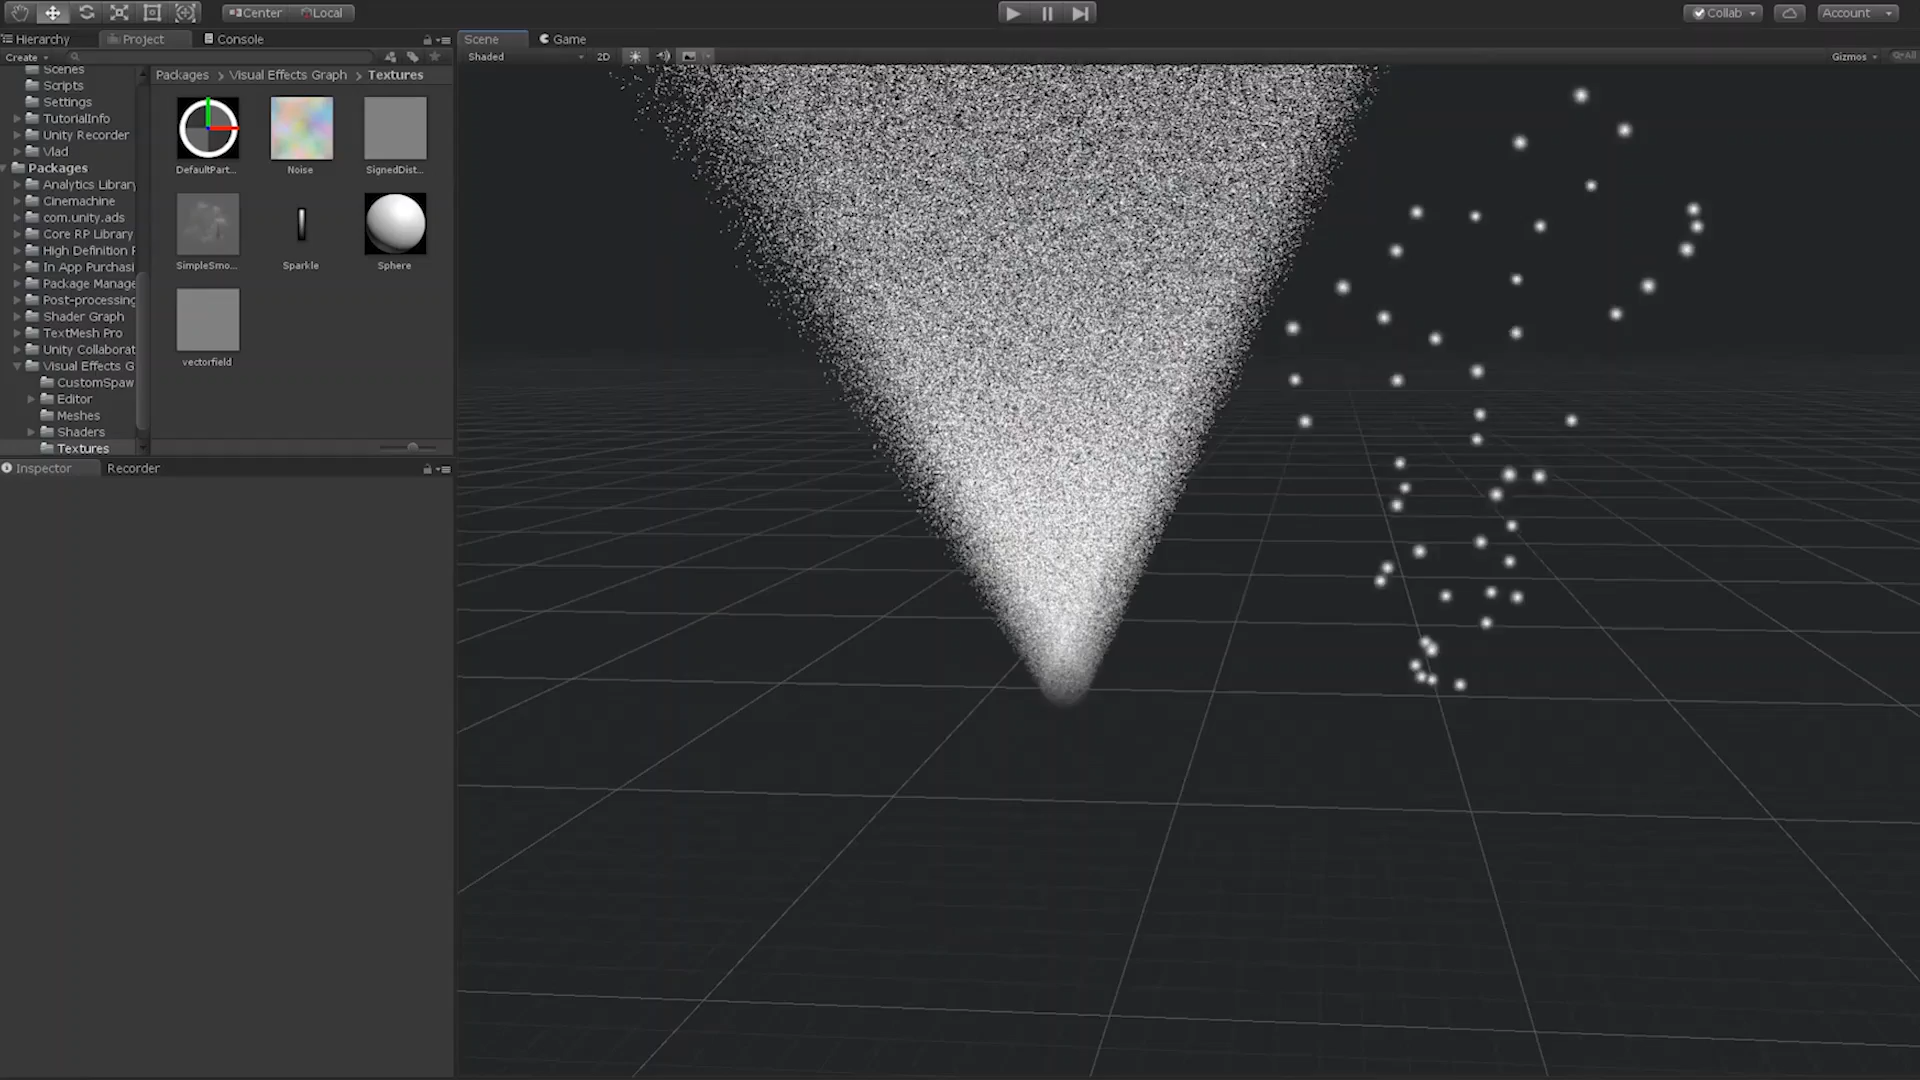 Center Local
Collab
Account
Hierarchy Project Console
Scene Game
Create
Shaded 2D
Gizmos
All
Scenes
Scripts
Settings
TutorialInfo
Unity Recorder
Vlad
Packages
Analytics Library
Cinemachine
com.unity.ads
Core RP Library
High Definition R
In App Purchasi
Package Manage
Post-processing
Shader Graph
TextMesh Pro
Unity Collaborat
Visual Effects G
CustomSpaw
Editor
Meshes
Shaders
Textures
Packages > Visual Effects Graph > Textures
DefaultPart... Noise SignedDist...
SimpleSmo... Sparkle Sphere
vectorfield
Inspector Recorder